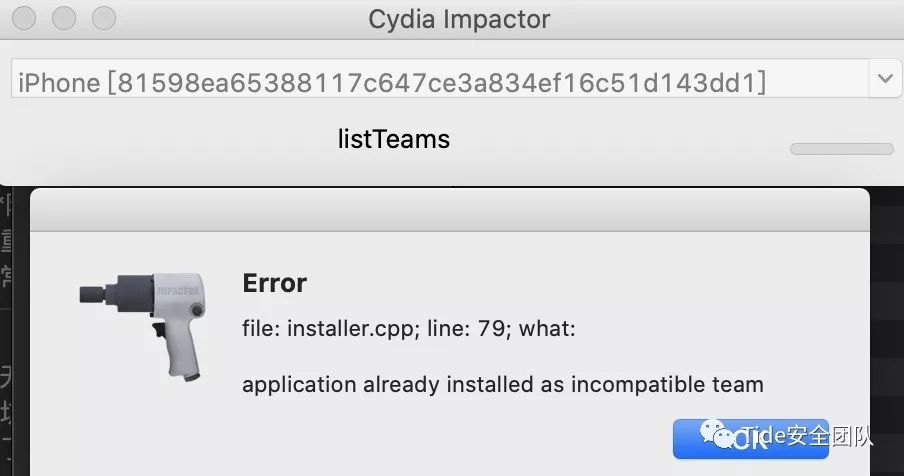 Cydia Impactor
iPhone [81598ea65388117c647ce3a834ef16c51d143dd1]
listTeams
IMPACTOR
Error
file: installer.cpp; line: 79; what:
application already installed as incompatible team
OK
Tide安全团队